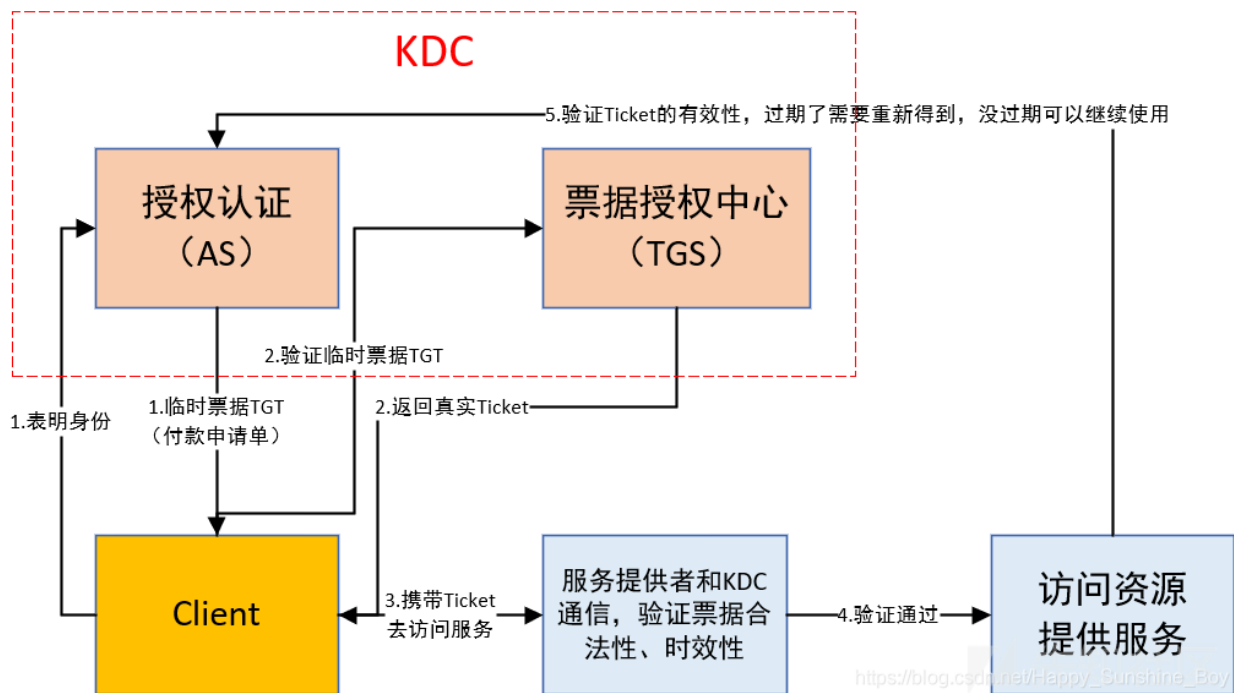 KDC
5.验证Ticket的有效性，过期了需要重新得到，没过期可以继续使用
授权认证
（AS）
票据授权中心
（TGS）
2.验证临时票据TGT
1.表明身份
1.临时票据TGT
（付款申请单）
2.返回真实Ticket
Client
3.携带Ticket
去访问服务
服务提供者和KDC
通信，验证票据合
法性、时效性
4.验证通过
访问资源
提供服务
https://blog.csdn.net/Happy_Sunshine_Boy